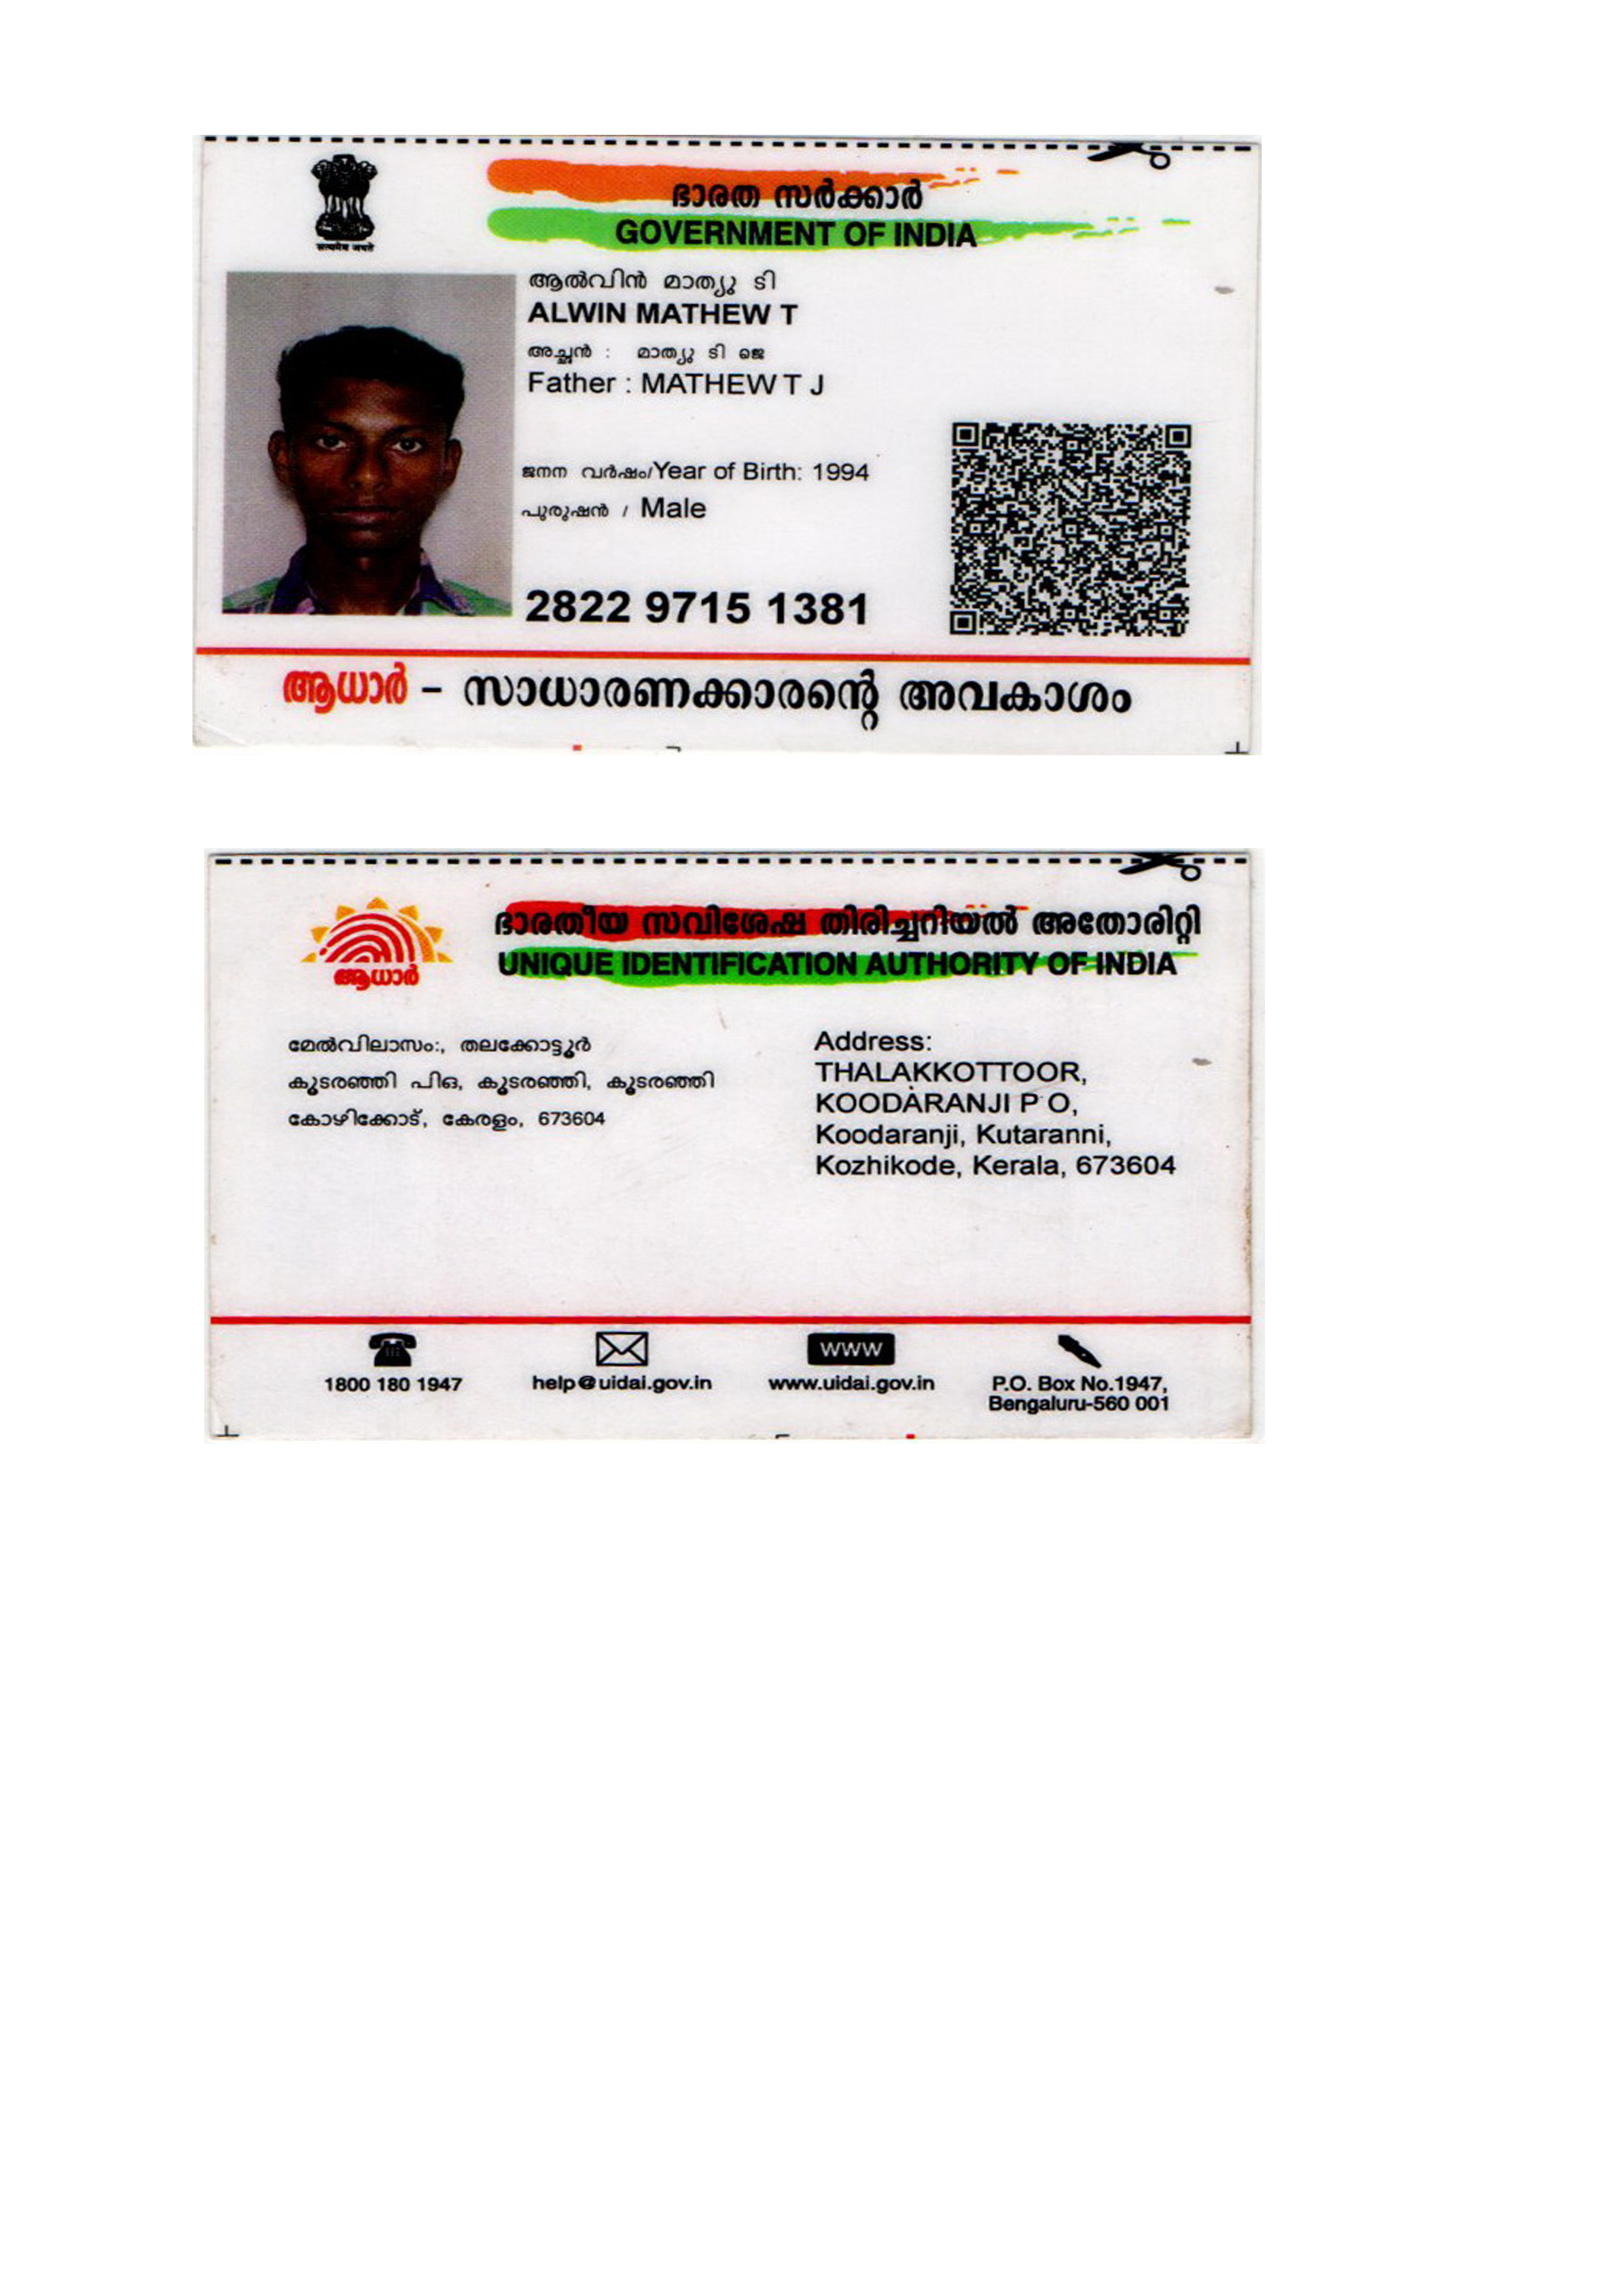 ഭാരത സർക്കാർ
GOVERNMENT OF INDIA
सत्यमेव जयते
ആൽവിൻ മാത്യു ടി
ALWIN MATHEW T
അച്ഛൻ : മാത്യു ടി ജെ
Father : MATHEW T J
ജനന വർഷം/Year of Birth: 1994
പുരുഷൻ / Male
2822 9715 1381
ആധാർ – സാധാരണക്കാരന്റെ അവകാശം
ഭാരതീയ സവിശേഷ തിരിച്ചറിയൽ അതോരിറ്റി
UNIQUE IDENTIFICATION AUTHORITY OF INDIA
ആധാർ
മേൽവിലാസം:, തലക്കോട്ടൂർ
കൂടരഞ്ഞി പിഒ, കൂടരഞ്ഞി, കൂടരഞ്ഞി
കോഴിക്കോട്, കേരളം, 673604
Address:
THALAKKOTTOOR,
KOODARANJI P O,
Koodaranji, Kutaranni,
Kozhikode, Kerala, 673604
WWW
1800 180 1947
help@uidai.gov.in
www.uidai.gov.in
P.O. Box No.1947,
Bengaluru-560 001